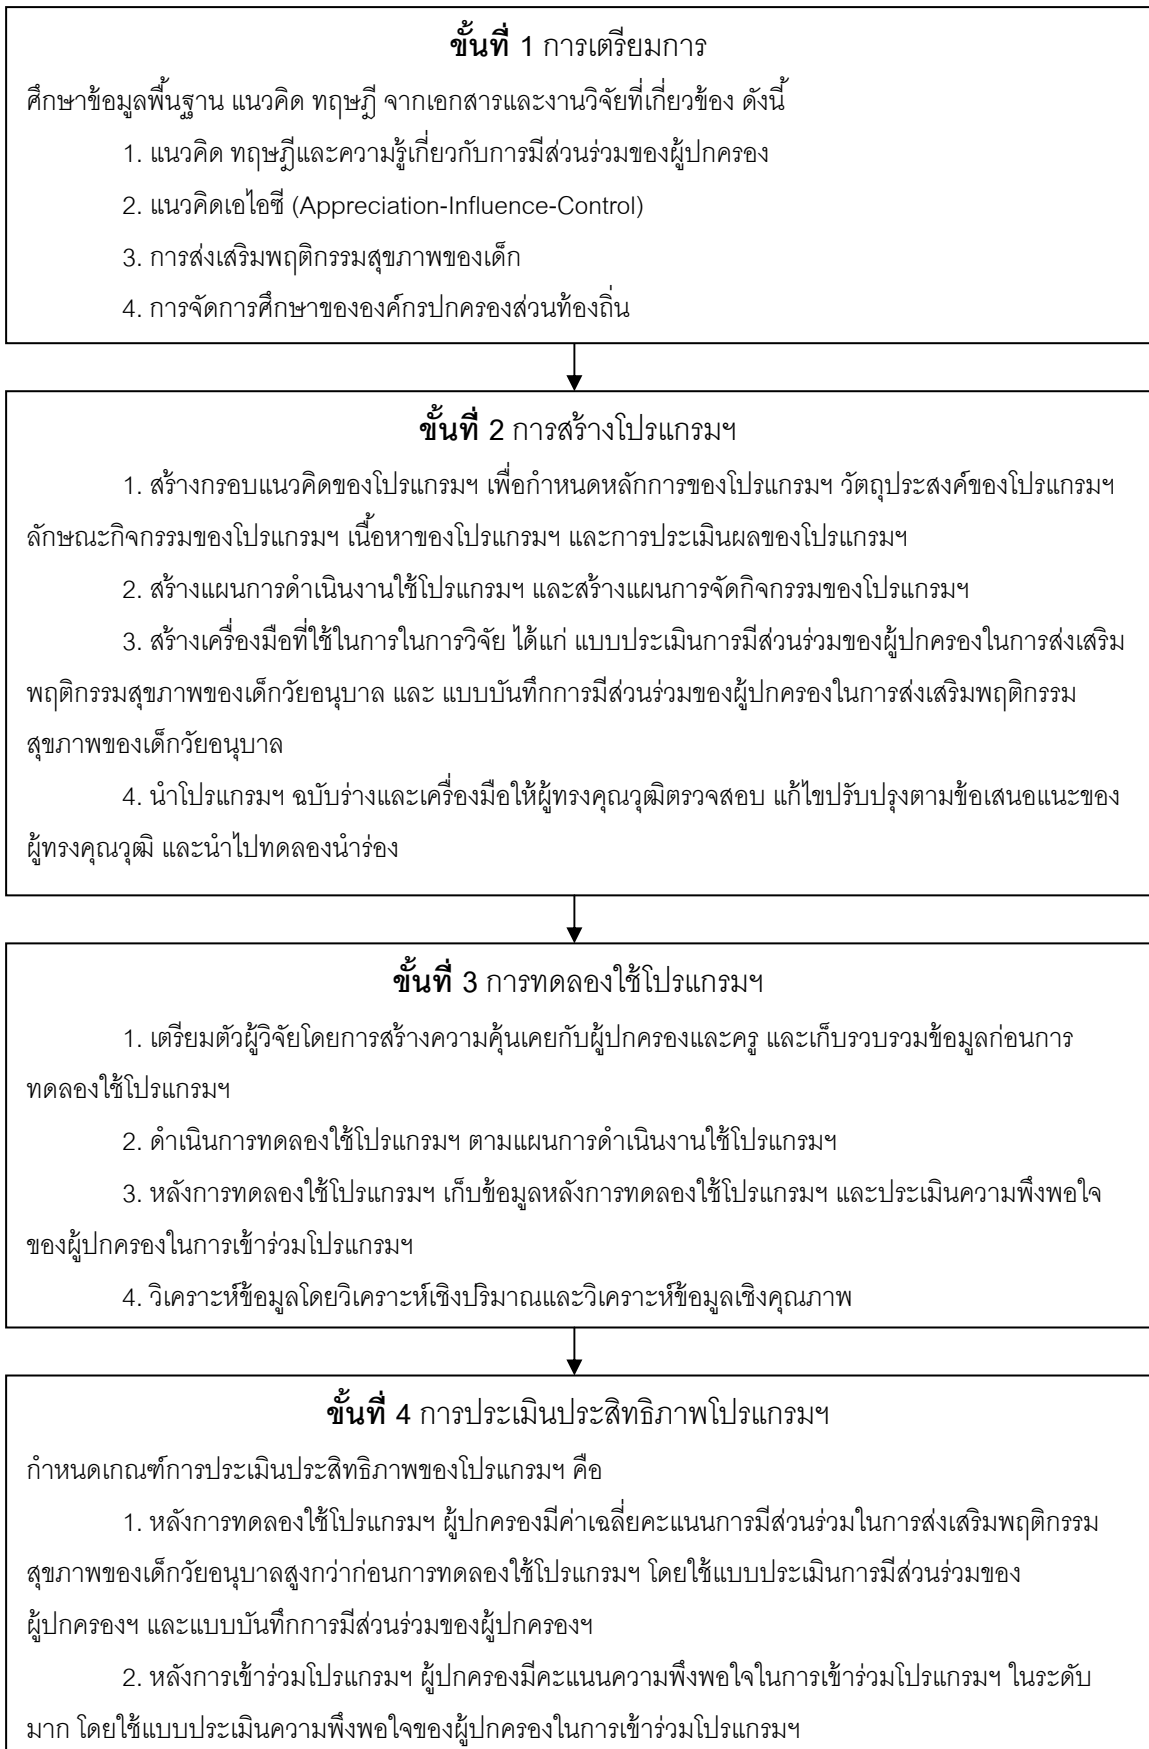 ขั้นที่ 1 การเตรียมการ
ศึกษาข้อมูลพื้นฐาน แนวคิด ทฤษฎี จากเอกสารและงานวิจัยที่เกี่ยวข้อง ดังนี้
1. แนวคิด ทฤษฎีและความรู้เกี่ยวกับการมีส่วนร่วมของผู้ปกครอง
2. แนวคิดเอไอซี (Appreciation-Influence-Control)
3. การส่งเสริมพฤติกรรมสุขภาพของเด็ก
4. การจัดการศึกษาขององค์กรปกครองส่วนท้องถิ่น
ขั้นที่ 2 การสร้างโปรแกรมฯ
1. สร้างกรอบแนวคิดของโปรแกรมฯ เพื่อกำหนดหลักการของโปรแกรมฯ วัตถุประสงค์ของโปรแกรมฯ
ลักษณะกิจกรรมของโปรแกรมฯ เนื้อหาของโปรแกรมฯ และการประเมินผลของโปรแกรมฯ
2. สร้างแผนการดำเนินงานใช้โปรแกรมฯ และสร้างแผนการจัดกิจกรรมของโปรแกรมฯ
3. สร้างเครื่องมือที่ใช้ในการในการวิจัย ได้แก่ แบบประเมินการมีส่วนร่วมของผู้ปกครองในการส่งเสริม
พฤติกรรมสุขภาพของเด็กวัยอนุบาล และ แบบบันทึกการมีส่วนร่วมของผู้ปกครองในการส่งเสริมพฤติกรรม
สุขภาพของเด็กวัยอนุบาล
4. นำโปรแกรมฯ ฉบับร่างและเครื่องมือให้ผู้ทรงคุณวุฒิตรวจสอบ แก้ไขปรับปรุงตามข้อเสนอแนะของ
ผู้ทรงคุณวุฒิ และนำไปทดลองนำร่อง
ขั้นที่ 3 การทดลองใช้โปรแกรมฯ
1. เตรียมตัวผู้วิจัยโดยการสร้างความคุ้นเคยกับผู้ปกครองและครู และเก็บรวบรวมข้อมูลก่อนการ
ทดลองใช้โปรแกรมฯ
2. ดำเนินการทดลองใช้โปรแกรมฯ ตามแผนการดำเนินงานใช้โปรแกรมฯ
3. หลังการทดลองใช้โปรแกรมฯ เก็บข้อมูลหลังการทดลองใช้โปรแกรมฯ และประเมินความพึงพอใจ
ของผู้ปกครองในการเข้าร่วมโปรแกรมฯ
4. วิเคราะห์ข้อมูลโดยวิเคราะห์เชิงปริมาณและวิเคราะห์ข้อมูลเชิงคุณภาพ
ขั้นที่ 4 การประเมินประสิทธิภาพโปรแกรมฯ
กำหนดเกณฑ์การประเมินประสิทธิภาพของโปรแกรมฯ คือ
1. หลังการทดลองใช้โปรแกรมฯ ผู้ปกครองมีค่าเฉลี่ยคะแนนการมีส่วนร่วมในการส่งเสริมพฤติกรรม
สุขภาพของเด็กวัยอนุบาลสูงกว่าก่อนการทดลองใช้โปรแกรมฯ โดยใช้แบบประเมินการมีส่วนร่วมของ
ผู้ปกครองฯ และแบบบันทึกการมีส่วนร่วมของผู้ปกครองฯ
2. หลังการเข้าร่วมโปรแกรมฯ ผู้ปกครองมีคะแนนความพึงพอใจในการเข้าร่วมโปรแกรมฯ ในระดับ
มาก โดยใช้แบบประเมินความพึงพอใจของผู้ปกครองในการเข้าร่วมโปรแกรมฯ